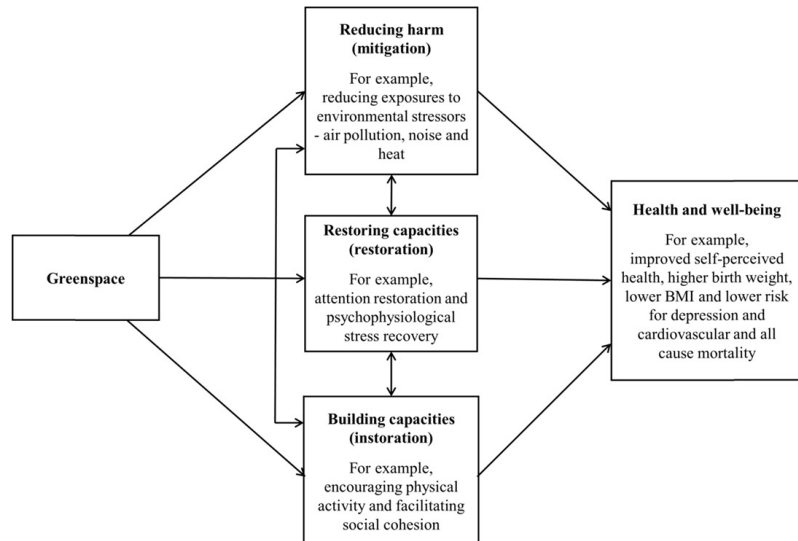 Reducing harm
(mitigation)
For example,
reducing exposures to
environmental stressors
- air pollution, noise and
heat
Greenspace
Restoring capacities
(restoration)
For example,
attention restoration and
psychophysiological
stress recovery
Building capacities
(instoration)
For example,
encouraging physical
activity and facilitating
social cohesion
Health and well-being
For example,
improved self-perceived
health, higher birth weight,
lower BMI and lower risk
for depression and
cardiovascular and all
cause mortality